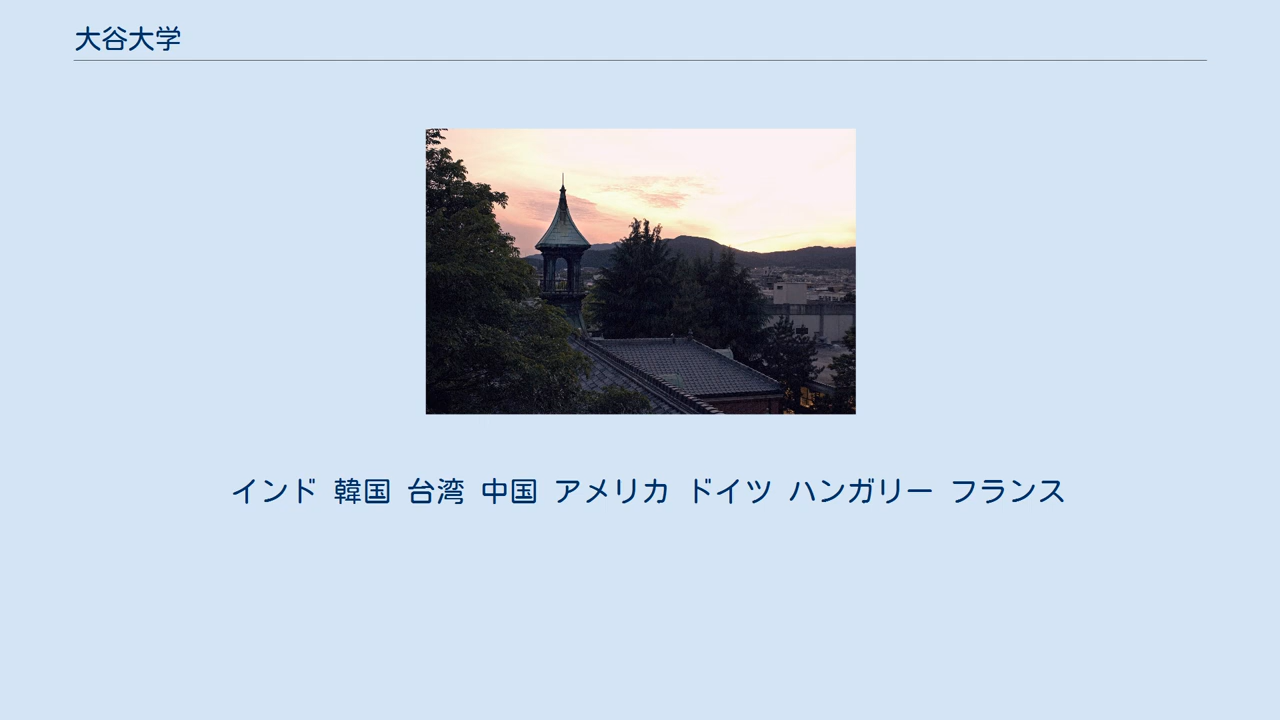 大谷大学
インド 韓国 台湾 中国 アメリカ ドイツ ハンガリー フランス